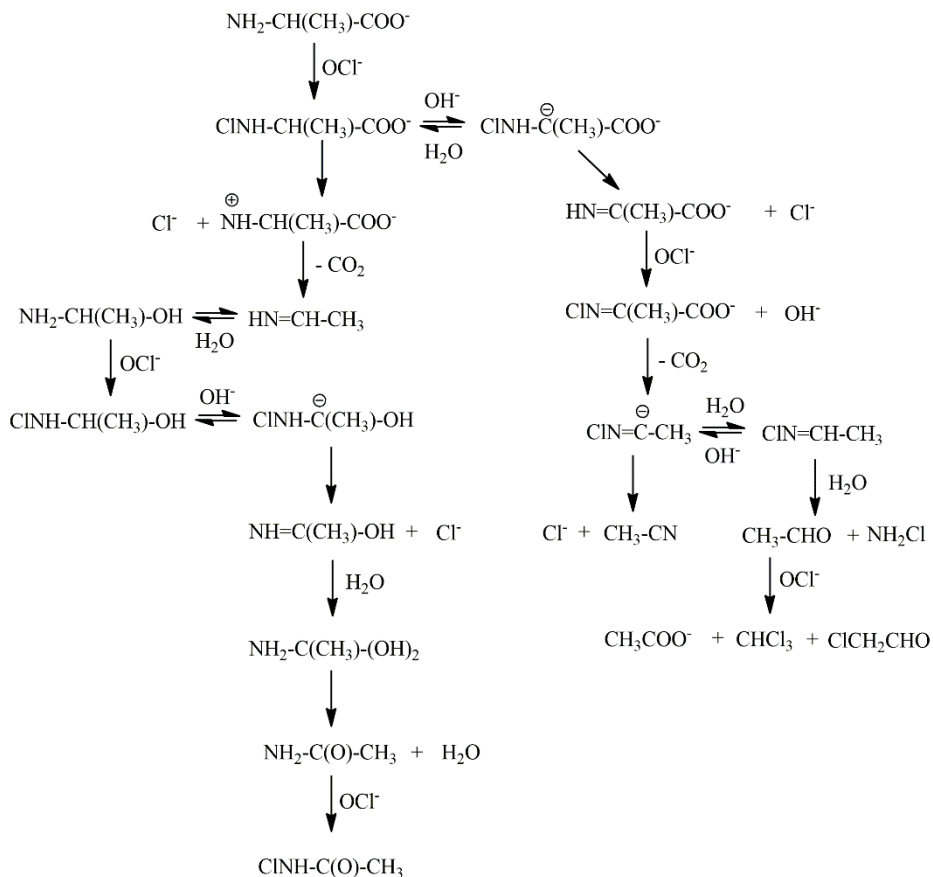 NH₂-CH(CH₃)-COO⁻
OCl⁻
ClNH-CH(CH₃)-COO⁻
OH⁻
H₂O
ClNH-C(CH₃)-COO⁻
⊖
Cl⁻ + NH-CH(CH₃)-COO⁻
⊕
HN=C(CH₃)-COO⁻ + Cl⁻
- CO₂
OCl⁻
NH₂-CH(CH₃)-OH
H₂O
HN=CH-CH₃
ClN=C(CH₃)-COO⁻ + OH⁻
OCl⁻
- CO₂
ClNH-CH(CH₃)-OH
OH⁻
ClNH-C(CH₃)-OH
⊖
ClN=C-CH₃
⊖
H₂O
OH⁻
ClN=CH-CH₃
H₂O
NH=C(CH₃)-OH + Cl⁻
Cl⁻ + CH₃-CN
CH₃-CHO + NH₂Cl
H₂O
OCl⁻
NH₂-C(CH₃)-(OH)₂
CH₃COO⁻ + CHCl₃ + ClCH₂CHO
NH₂-C(O)-CH₃ + H₂O
OCl⁻
ClNH-C(O)-CH₃